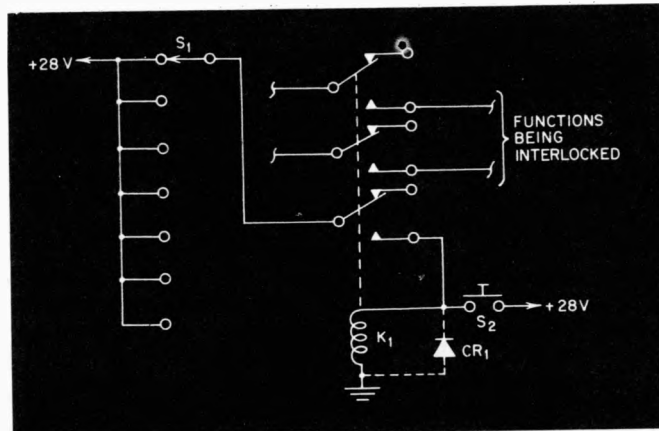 +28 V
S1
FUNCTIONS
BEING
INTERLOCKED
K1
CR1
S2
+28V